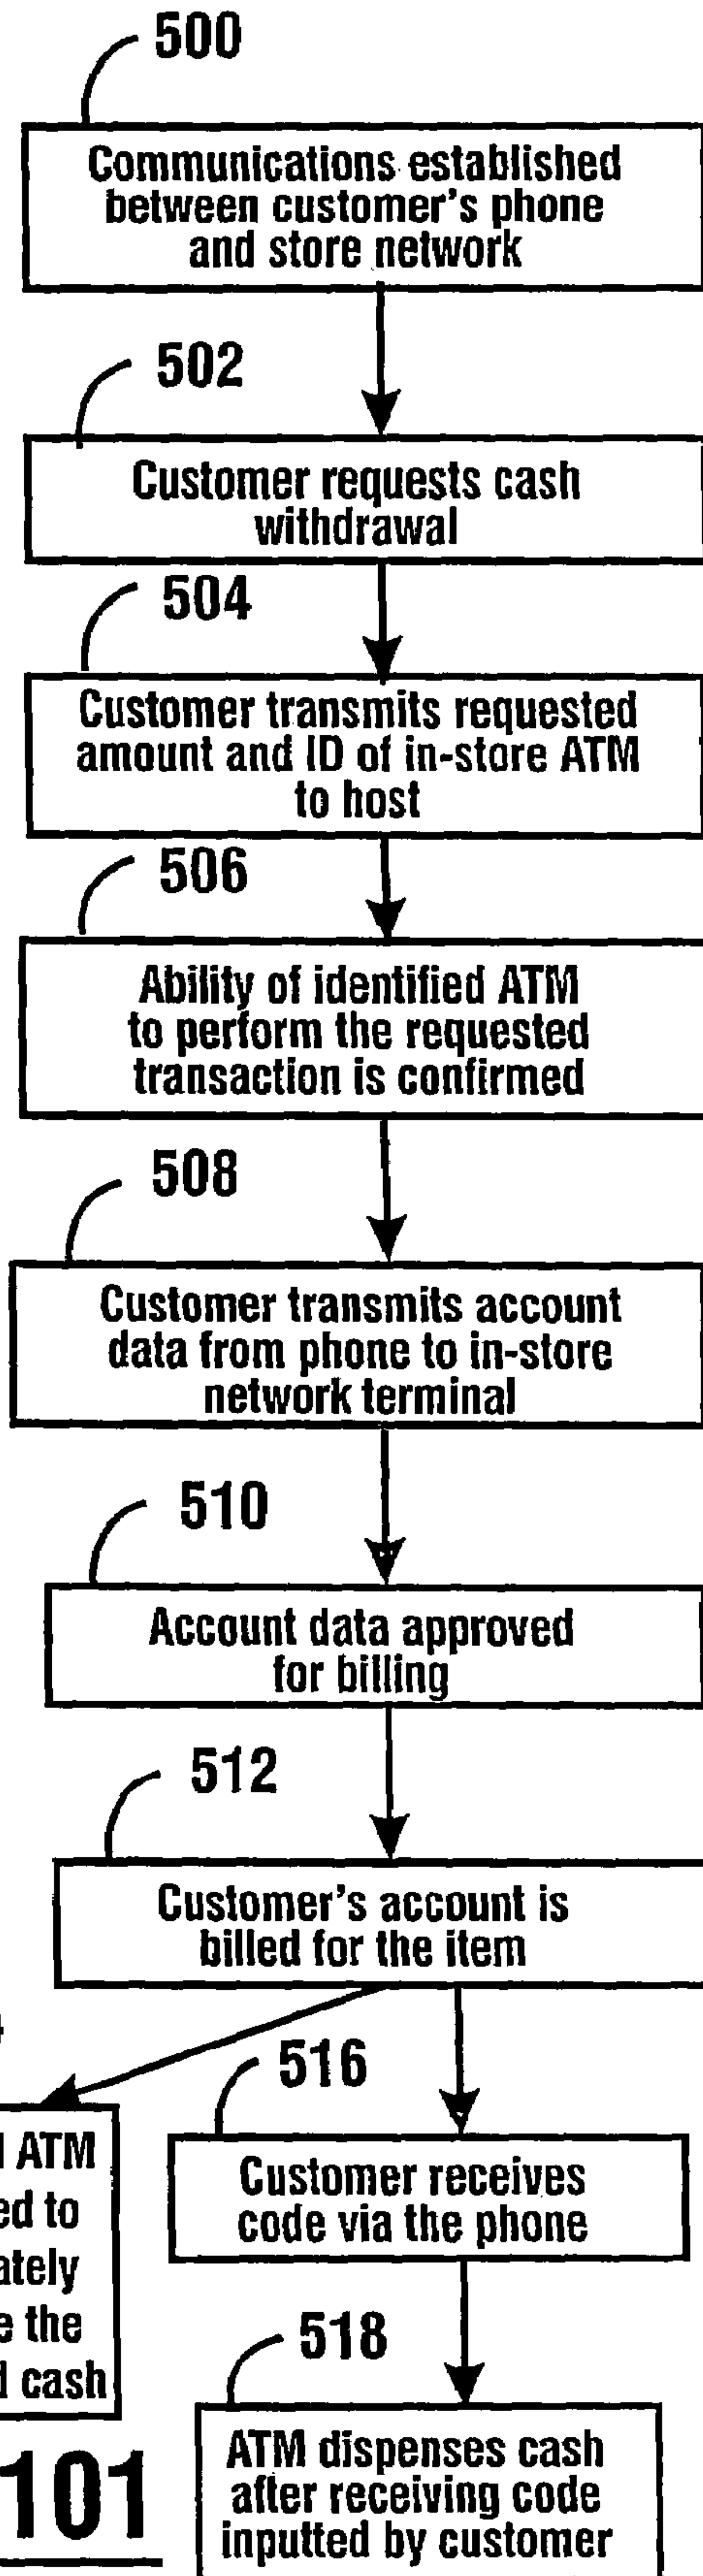 500
Communications established
between customer's phone
and store network
502
Customer requests cash
withdrawal
504
Customer transmits requested
amount and ID of in-store ATM
to host
506
Ability of identified ATM
to perform the requested
transaction is confirmed
508
Customer transmits account
data from phone to in-store
network terminal
510
Account data approved
for billing
512
Customer's account is
billed for the item
516
Customer receives
code via the phone
ATM
to
the
cash
518
ATM dispenses cash
after receiving code
inputted by customer
101